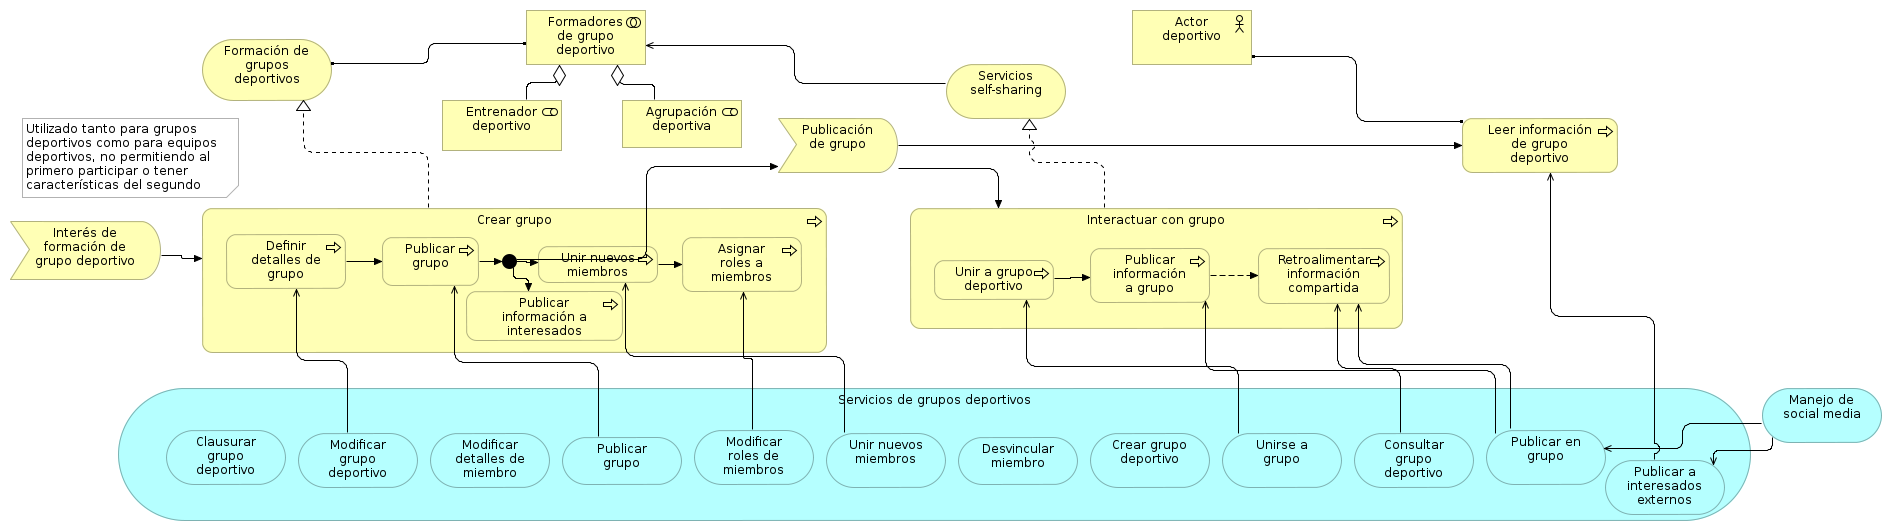 Formadores
de grupo
deportivo
Actor
deportivo
Formación de
grupos
deportivos
Servicios
self-sharing
Entrenador
deportivo
Agrupación
deportiva
Utilizado tanto para grupos
deportivos como para equipos
deportivos, no permitiendo al
primero participar o tener
características del segundo
Publicación
de grupo
Leer información
de grupo
deportivo
Interés de
formación de
grupo deportivo
Crear grupo
Definir
detalles de
grupo
Publicar
grupo
Unir nuevos
miembros
Asignar
roles a
miembros
Publicar
información a
interesados
Interactuar con grupo
Unir a grupo
deportivo
Publicar
información
a grupo
Retroalimentar
información
compartida
Servicios de grupos deportivos
Clausurar
grupo
deportivo
Modificar
grupo
deportivo
Modificar
detalles de
miembro
Publicar
grupo
Modificar
roles de
miembros
Unir nuevos
miembros
Desvincular
miembro
Crear grupo
deportivo
Unirse a
grupo
Consultar
grupo
deportivo
Publicar en
grupo
Publicar a
interesados
externos
Manejo de
social media